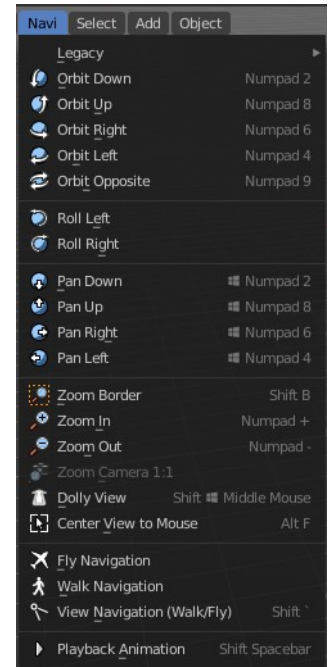 Navi Select Add Object
Legacy
Orbit Down Numpad 2
Orbit Up Numpad 8
Orbit Right Numpad 6
Orbit Left Numpad 4
Orbit Opposite Numpad 9
Roll Left
Roll Right
Pan Down Numpad 2
Pan Up Numpad 8
Pan Right Numpad 6
Pan Left Numpad 4
Zoom Border Shift B
Zoom In Numpad +
Zoom Out Numpad -
Zoom Camera 1:1
Dolly View Shift Middle Mouse
Center View to Mouse Alt F
Fly Navigation
Walk Navigation
View Navigation (Walk/Fly) Shift `
Playback Animation Shift Spacebar